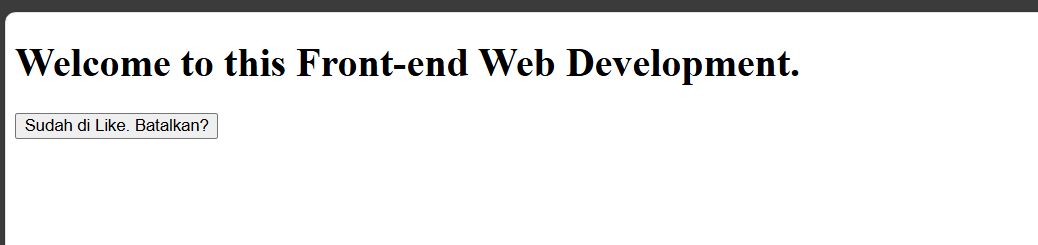 Welcome to this Front-end Web Development.
Sudah di Like. Batalkan?